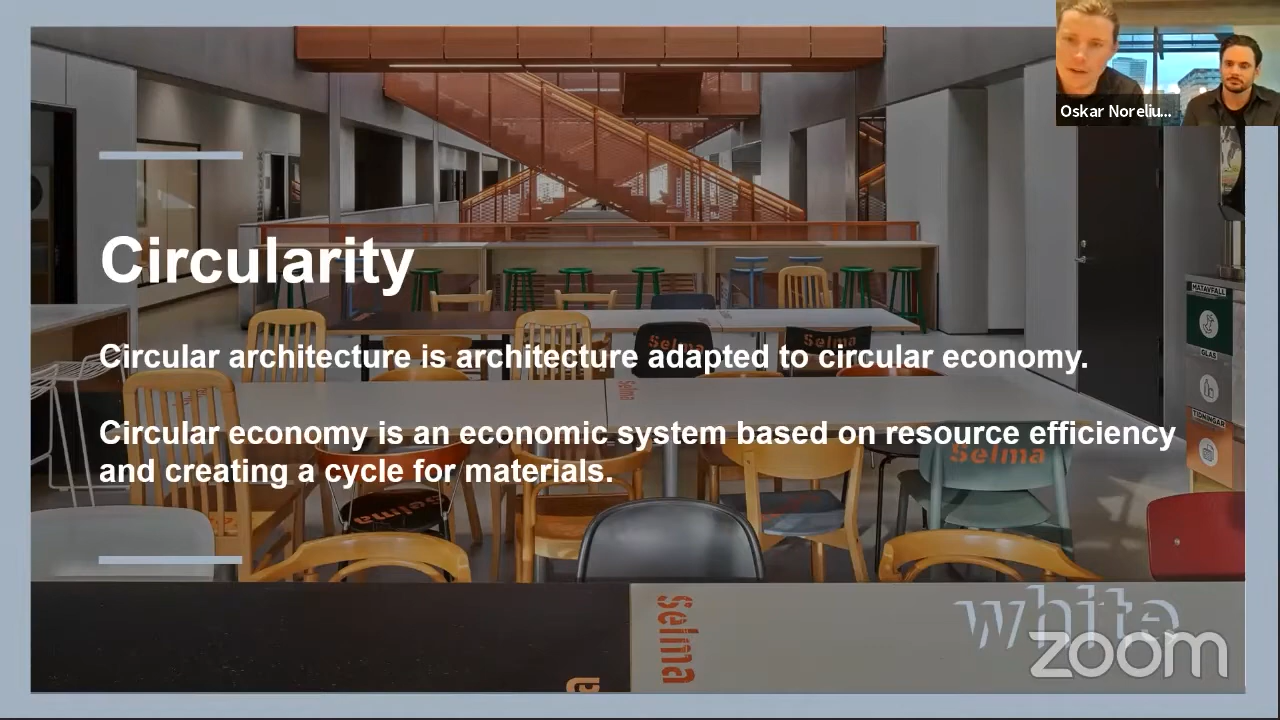 Oskar Noreliu...
Circularity
Circular architecture is architecture adapted to circular economy.
Circular economy is an economic system based on resource efficiency
and creating a cycle for materials.
MATAVFALL
GLAS
TIDNINGAR
Selma
Selma
Selma
Selma
Selma
Selma
white
zoom